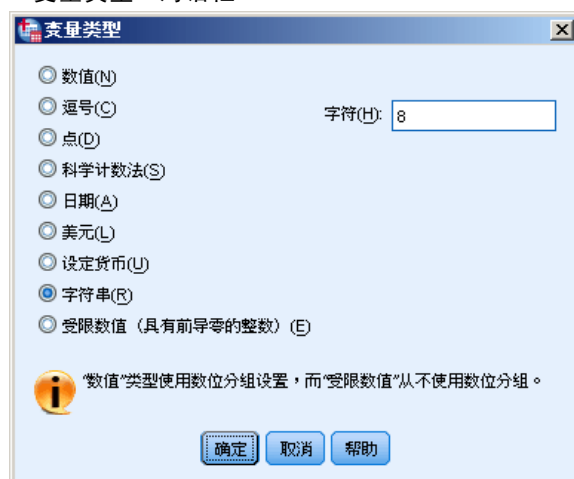 变量类型
数值(N)
逗号(C)
字符(H): 8
点(D)
科学计数法(S)
日期(A)
美元(L)
设定货币(U)
字符串(R)
受限数值（具有前导零的整数）(E)
“数值”类型使用数位分组设置，而“受限数值”从不使用数位分组。
确定 取消 帮助